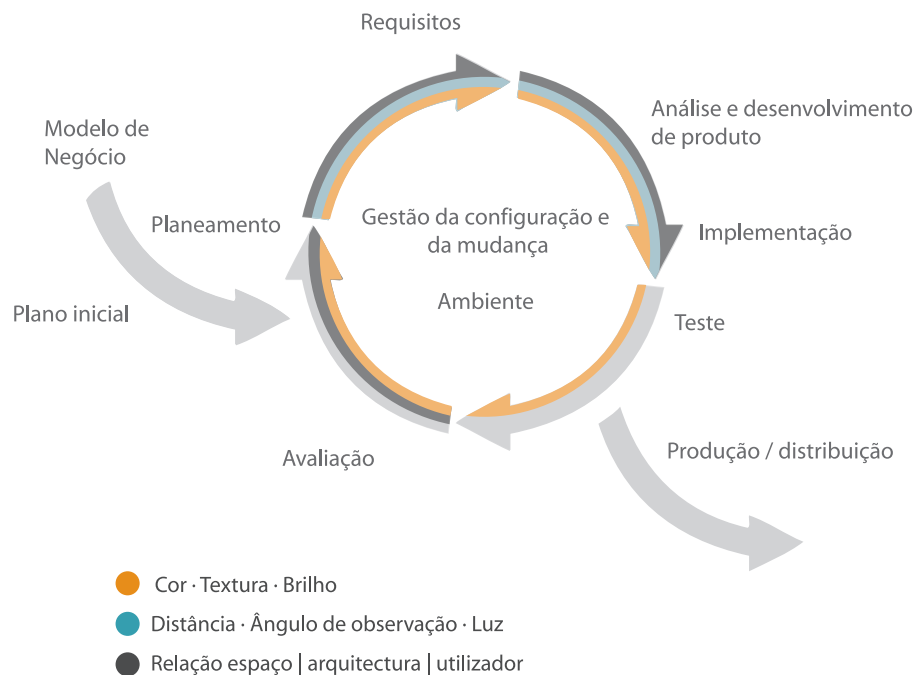 Requisitos
Análise e desenvolvimento
de produto
Modelo de
Negócio
Planeamento
Gestão da configuração e
da mudança
Implementação
Ambiente
Plano inicial
Teste
Avaliação
Produção / distribuição
Cor · Textura · Brilho
Distância · Ângulo de observação · Luz
Relação espaço | arquitectura | utilizador